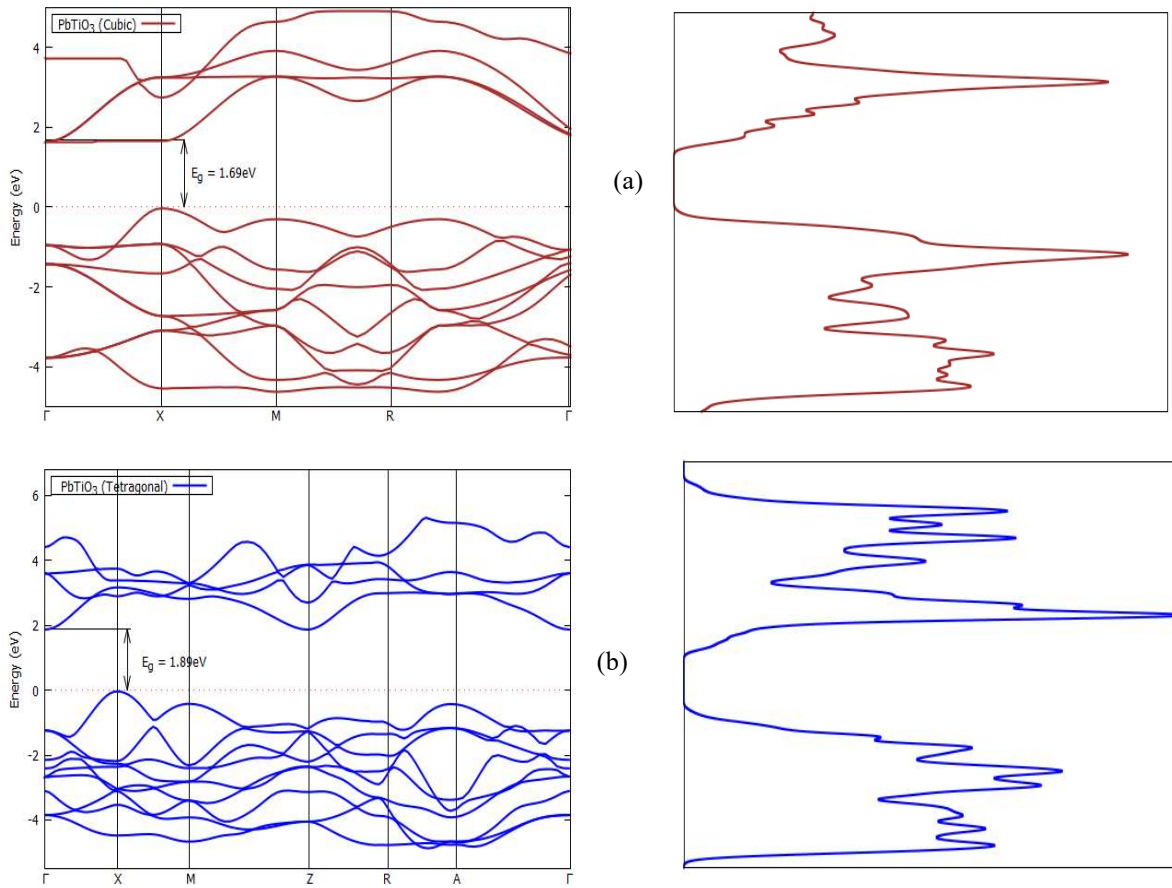 PbTiO3 (Cubic)
4
2
0
-2
-4
Energy (eV)
Eg = 1.69eV
Γ X M R Γ
(a)
PbTiO3 (Tetragonal)
6
4
2
0
-2
-4
Energy (eV)
Eg = 1.89eV
Γ X M Z R A Γ
(b)